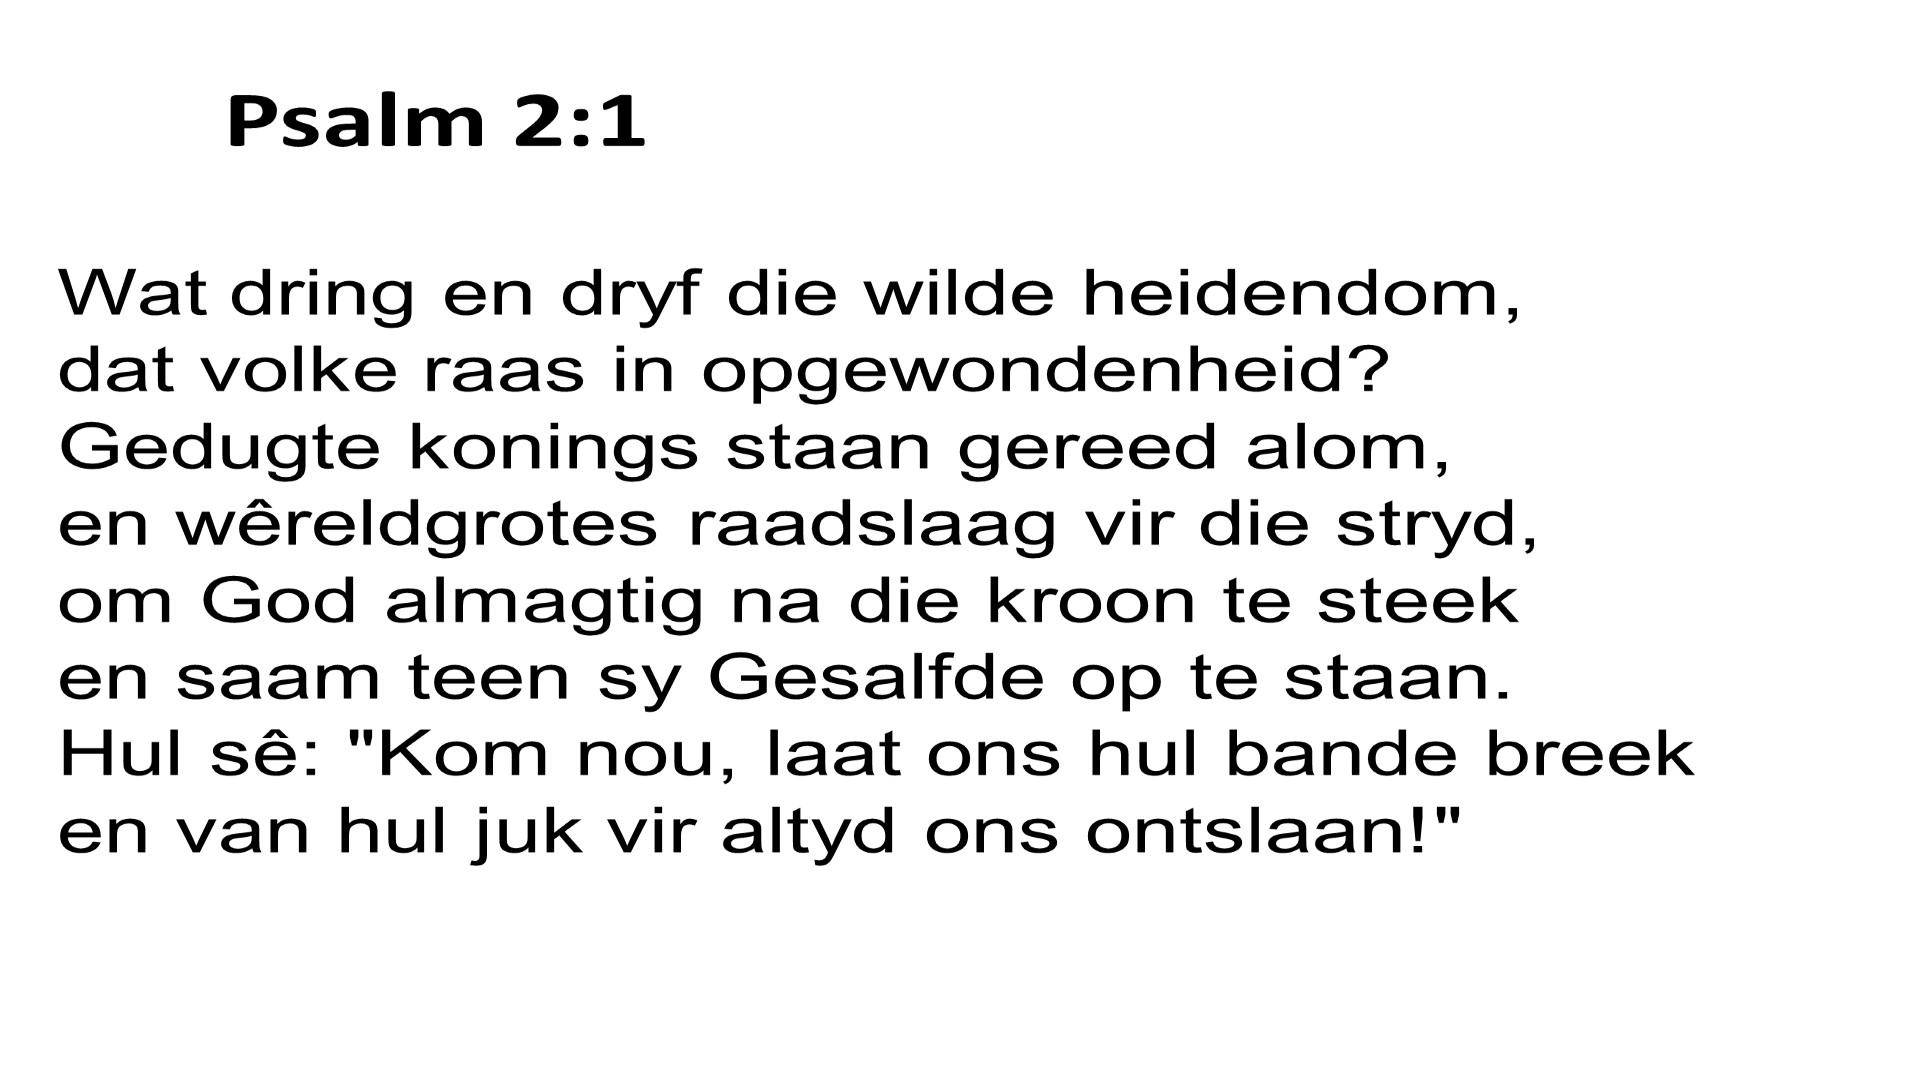 Psalm 2:1
Wat dring en dryf die wilde heidendom,
dat volke raas in opgewondenheid?
Gedugte konings staan gereed alom,
en wêreldgrotes raadslaag vir die stryd,
om God almagtig na die kroon te steek
en saam teen sy Gesalfde op te staan.
Hul sê: "Kom nou, laat ons hul bande breek
en van hul juk vir altyd ons ontslaan!"